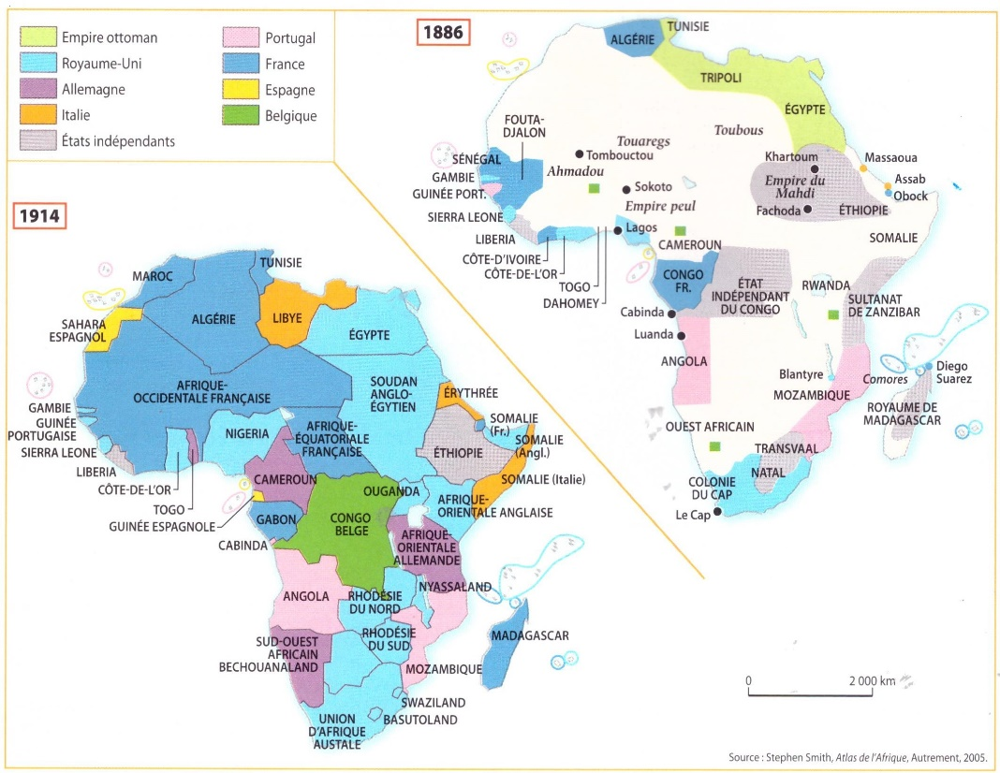 Empire ottoman
Royaume-Uni
Allemagne
Italie
États indépendants
Portugal
France
Espagne
Belgique
1886
TUNISIE
ALGÉRIE
TRIPOLI
ÉGYPTE
FOUTA-
DJALON
Toubous
Touaregs
Tombouctou
Khartoum
Massaoua
SÉNÉGAL
Ahmadou
GAMBIE
Assab
Sokoto
Empire du
Mahdi
GUINÉE PORT.
Obock
Empire peul
Fachoda
ÉTHIOPIE
SIERRA LEONE
Lagos
LIBERIA
CAMEROUN
SOMALIE
CÔTE-D'IVOIRE
CÔTE-DE-L'OR
CONGO
FR.
ÉTAT
INDÉPENDANT
DU CONGO
RWANDA
TOGO
DAHOMEY
SULTANAT
DE ZANZIBAR
Cabinda
Luanda
ANGOLA
Blantyre
Comores
Diego
Suarez
MOZAMBIQUE
ROYAUME DE
MADAGASCAR
OUEST AFRICAIN
TRANSVAAL
NATAL
COLONIE
DU CAP
Le Cap
1914
TUNISIE
MAROC
ALGÉRIE
LIBYE
SAHARA
ESPAGNOL
ÉGYPTE
AFRIQUE-
OCCIDENTALE FRANÇAISE
SOUDAN
ANGLO-
ÉGYTIEN
ÉRYTHRÉE
GAMBIE
GUINÉE
PORTUGAISE
SIERRA LEONE
LIBERIA
NIGERIA
AFRIQUE-
ÉQUATORIALE
FRANÇAISE
SOMALIE
(Fr.)
SOMALIE
(Angl.)
ÉTHIOPIE
SOMALIE (Italie)
CÔTE-DE-L'OR
CAMEROUN
OUGANDA
AFRIQUE-
ORIENTALE ANGLAISE
TOGO
GUINÉE ESPAGNOLE
GABON
CONGO
BELGE
CABINDA
AFRIQUE-
ORIENTALE
ALLEMANDE
NYASSALAND
ANGOLA
RHODÉSIE
DU NORD
RHODÉSIE
DU SUD
MADAGASCAR
SUD-OUEST
AFRICAIN
BECHOUANALAND
MOZAMBIQUE
SWAZILAND
BASUTOLAND
UNION
D'AFRIQUE
AUSTALE
0 2 000 km
Source : Stephen Smith, Atlas de l'Afrique, Autrement, 2005.